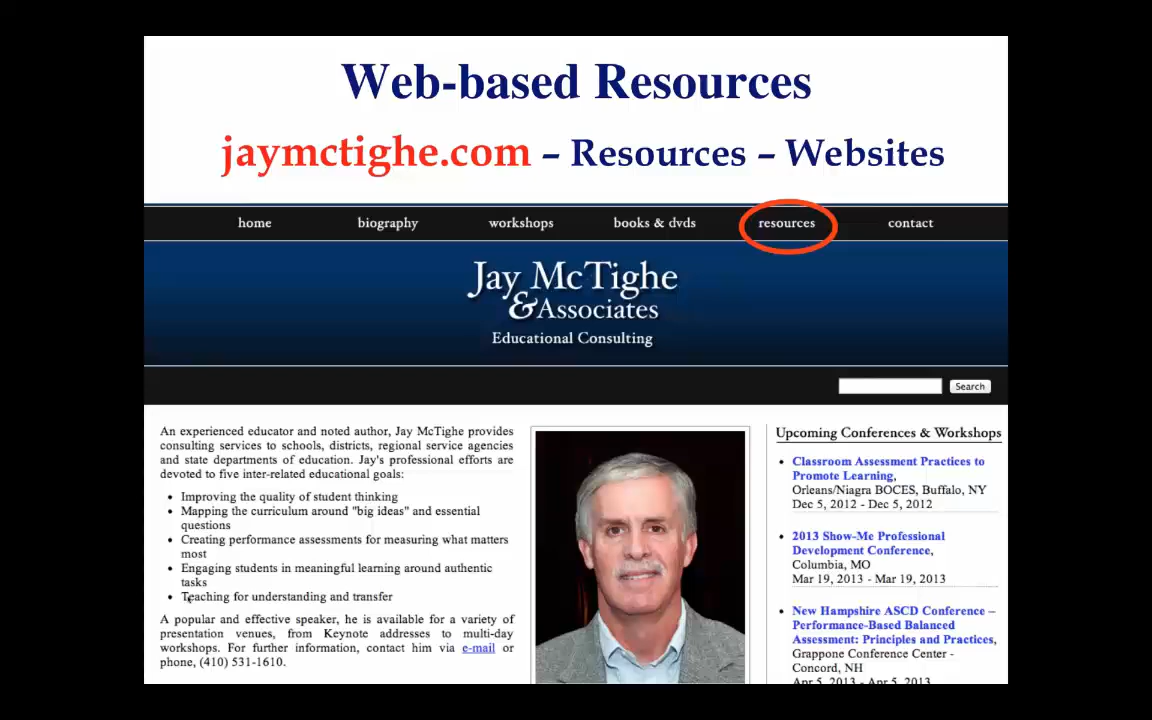 Web-based Resources
jaymctighe.com – Resources – Websites
home biography workshops books & dvds resources contact
Jay McTighe
& Associates
Educational Consulting
Search
An experienced educator and noted author, Jay McTighe provides
consulting services to schools, districts, regional service agencies
and state departments of education. Jay's professional efforts are
devoted to five inter-related educational goals:
• Improving the quality of student thinking
• Mapping the curriculum around "big ideas" and essential
questions
• Creating performance assessments for measuring what matters
most
• Engaging students in meaningful learning around authentic
tasks
• Teaching for understanding and transfer
A popular and effective speaker, he is available for a variety of
presentation venues, from Keynote addresses to multi-day
workshops. For further information, contact him via e-mail or
phone, (410) 531-1610.
Upcoming Conferences & Workshops
• Classroom Assessment Practices to
Promote Learning,
Orleans/Niagra BOCES, Buffalo, NY
Dec 5, 2012 - Dec 5, 2012
• 2013 Show-Me Professional
Development Conference,
Columbia, MO
Mar 19, 2013 - Mar 19, 2013
• New Hampshire ASCD Conference –
Performance-Based Balanced
Assessment: Principles and Practices,
Grappone Conference Center -
Concord, NH
Apr 5, 2013 - Apr 5, 2013